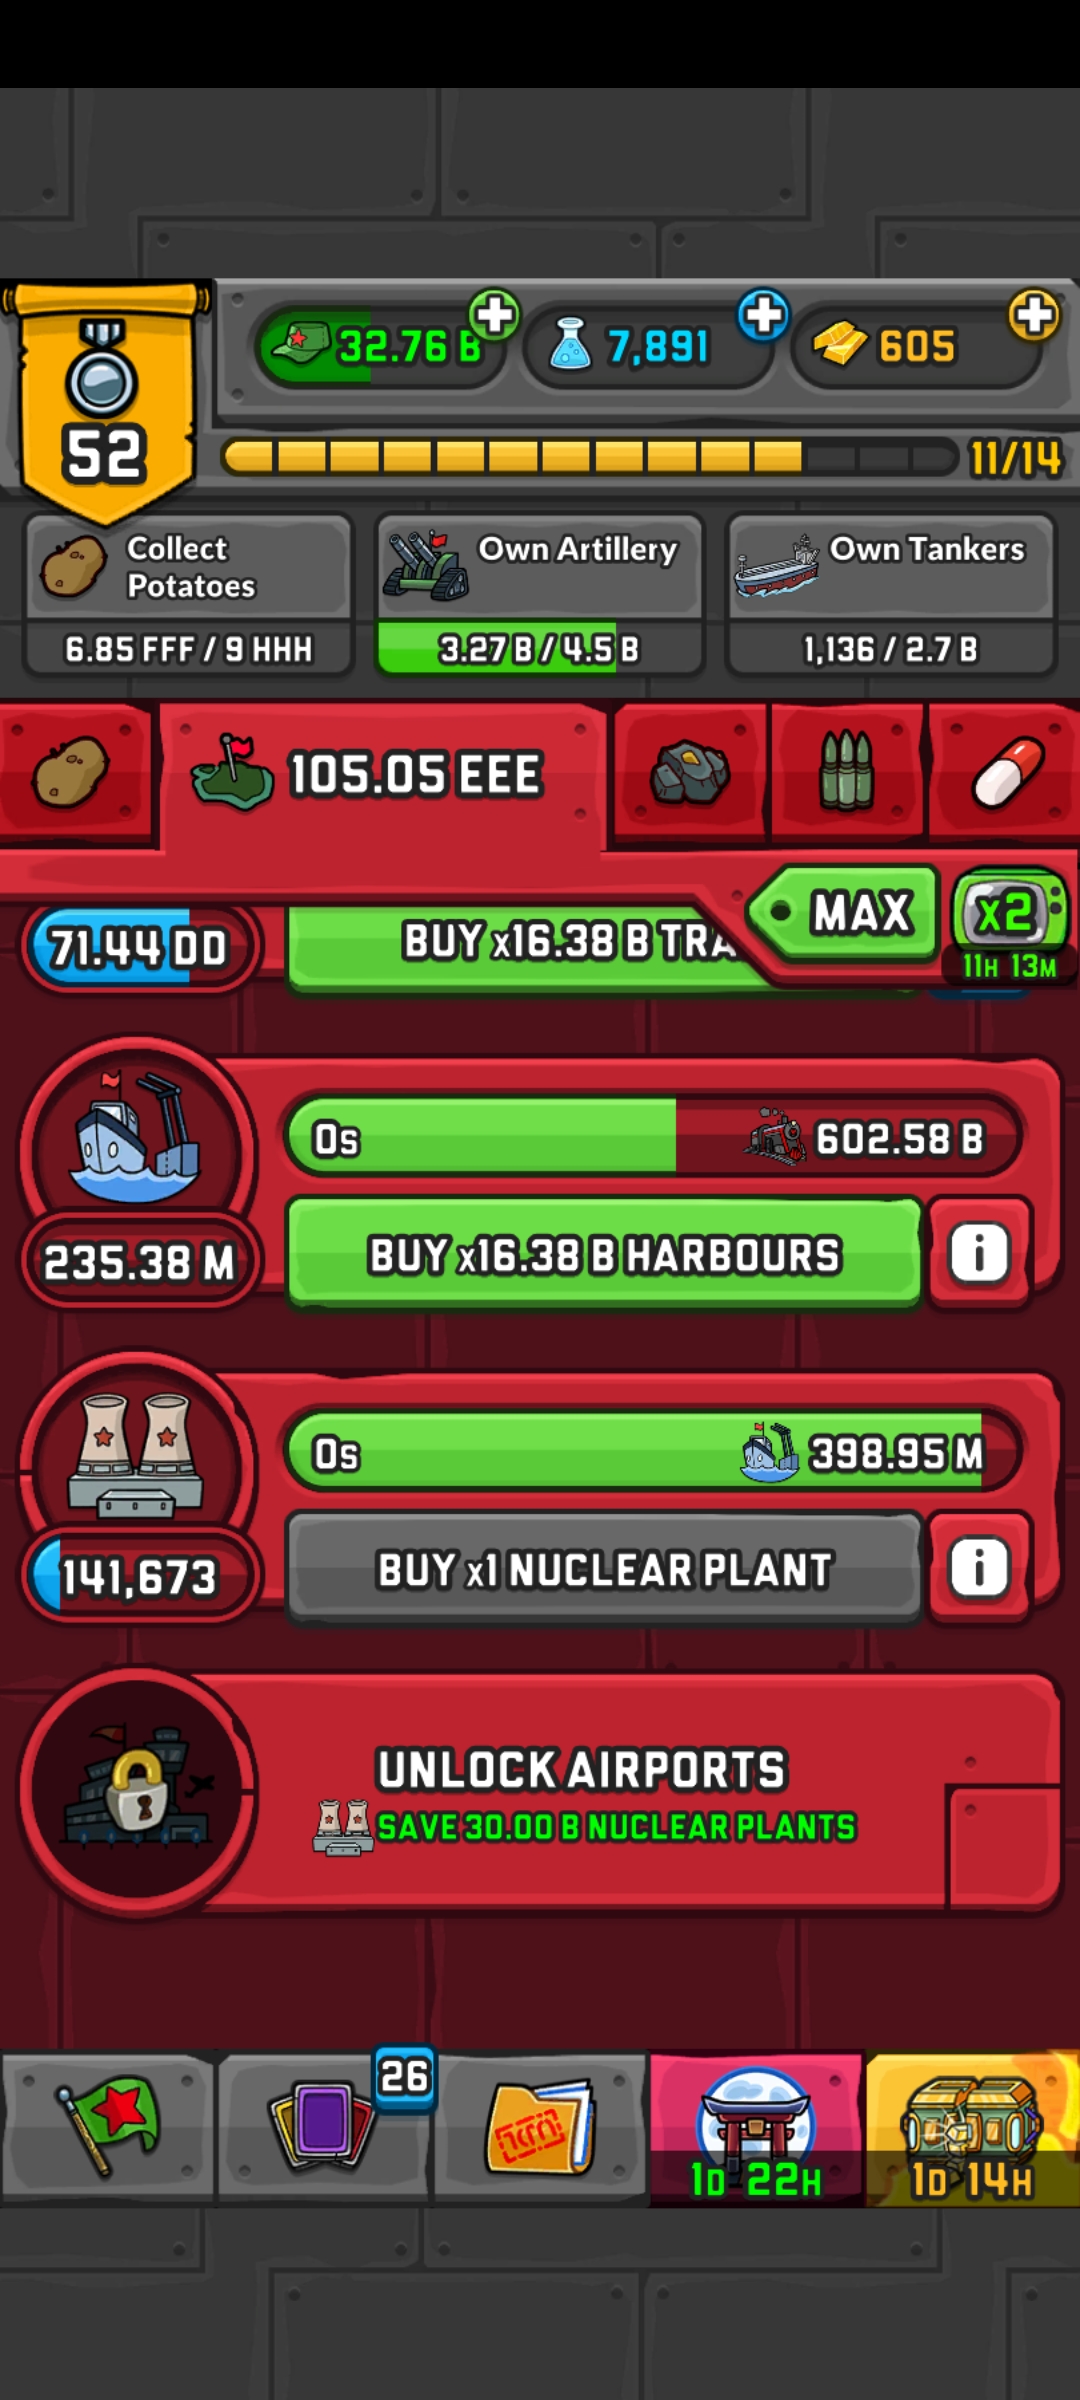 52
32.76 B
7,891
605
11/14
Collect
Potatoes
6.85 FFF / 9 HHH
Own Artillery
3.27 B / 4.5 B
Own Tankers
1,136 / 2.7 B
105.05 EEE
MAX
x2
11H 13M
71.44 DD
BUY x16.38 B TRA
0s
602.58 B
235.38 M
BUY x16.38 B HARBOURS
i
0s
398.95 M
141,673
BUY x1 NUCLEAR PLANT
i
UNLOCK AIRPORTS
SAVE 30.00 B NUCLEAR PLANTS
26
1D 22H
1D 14H